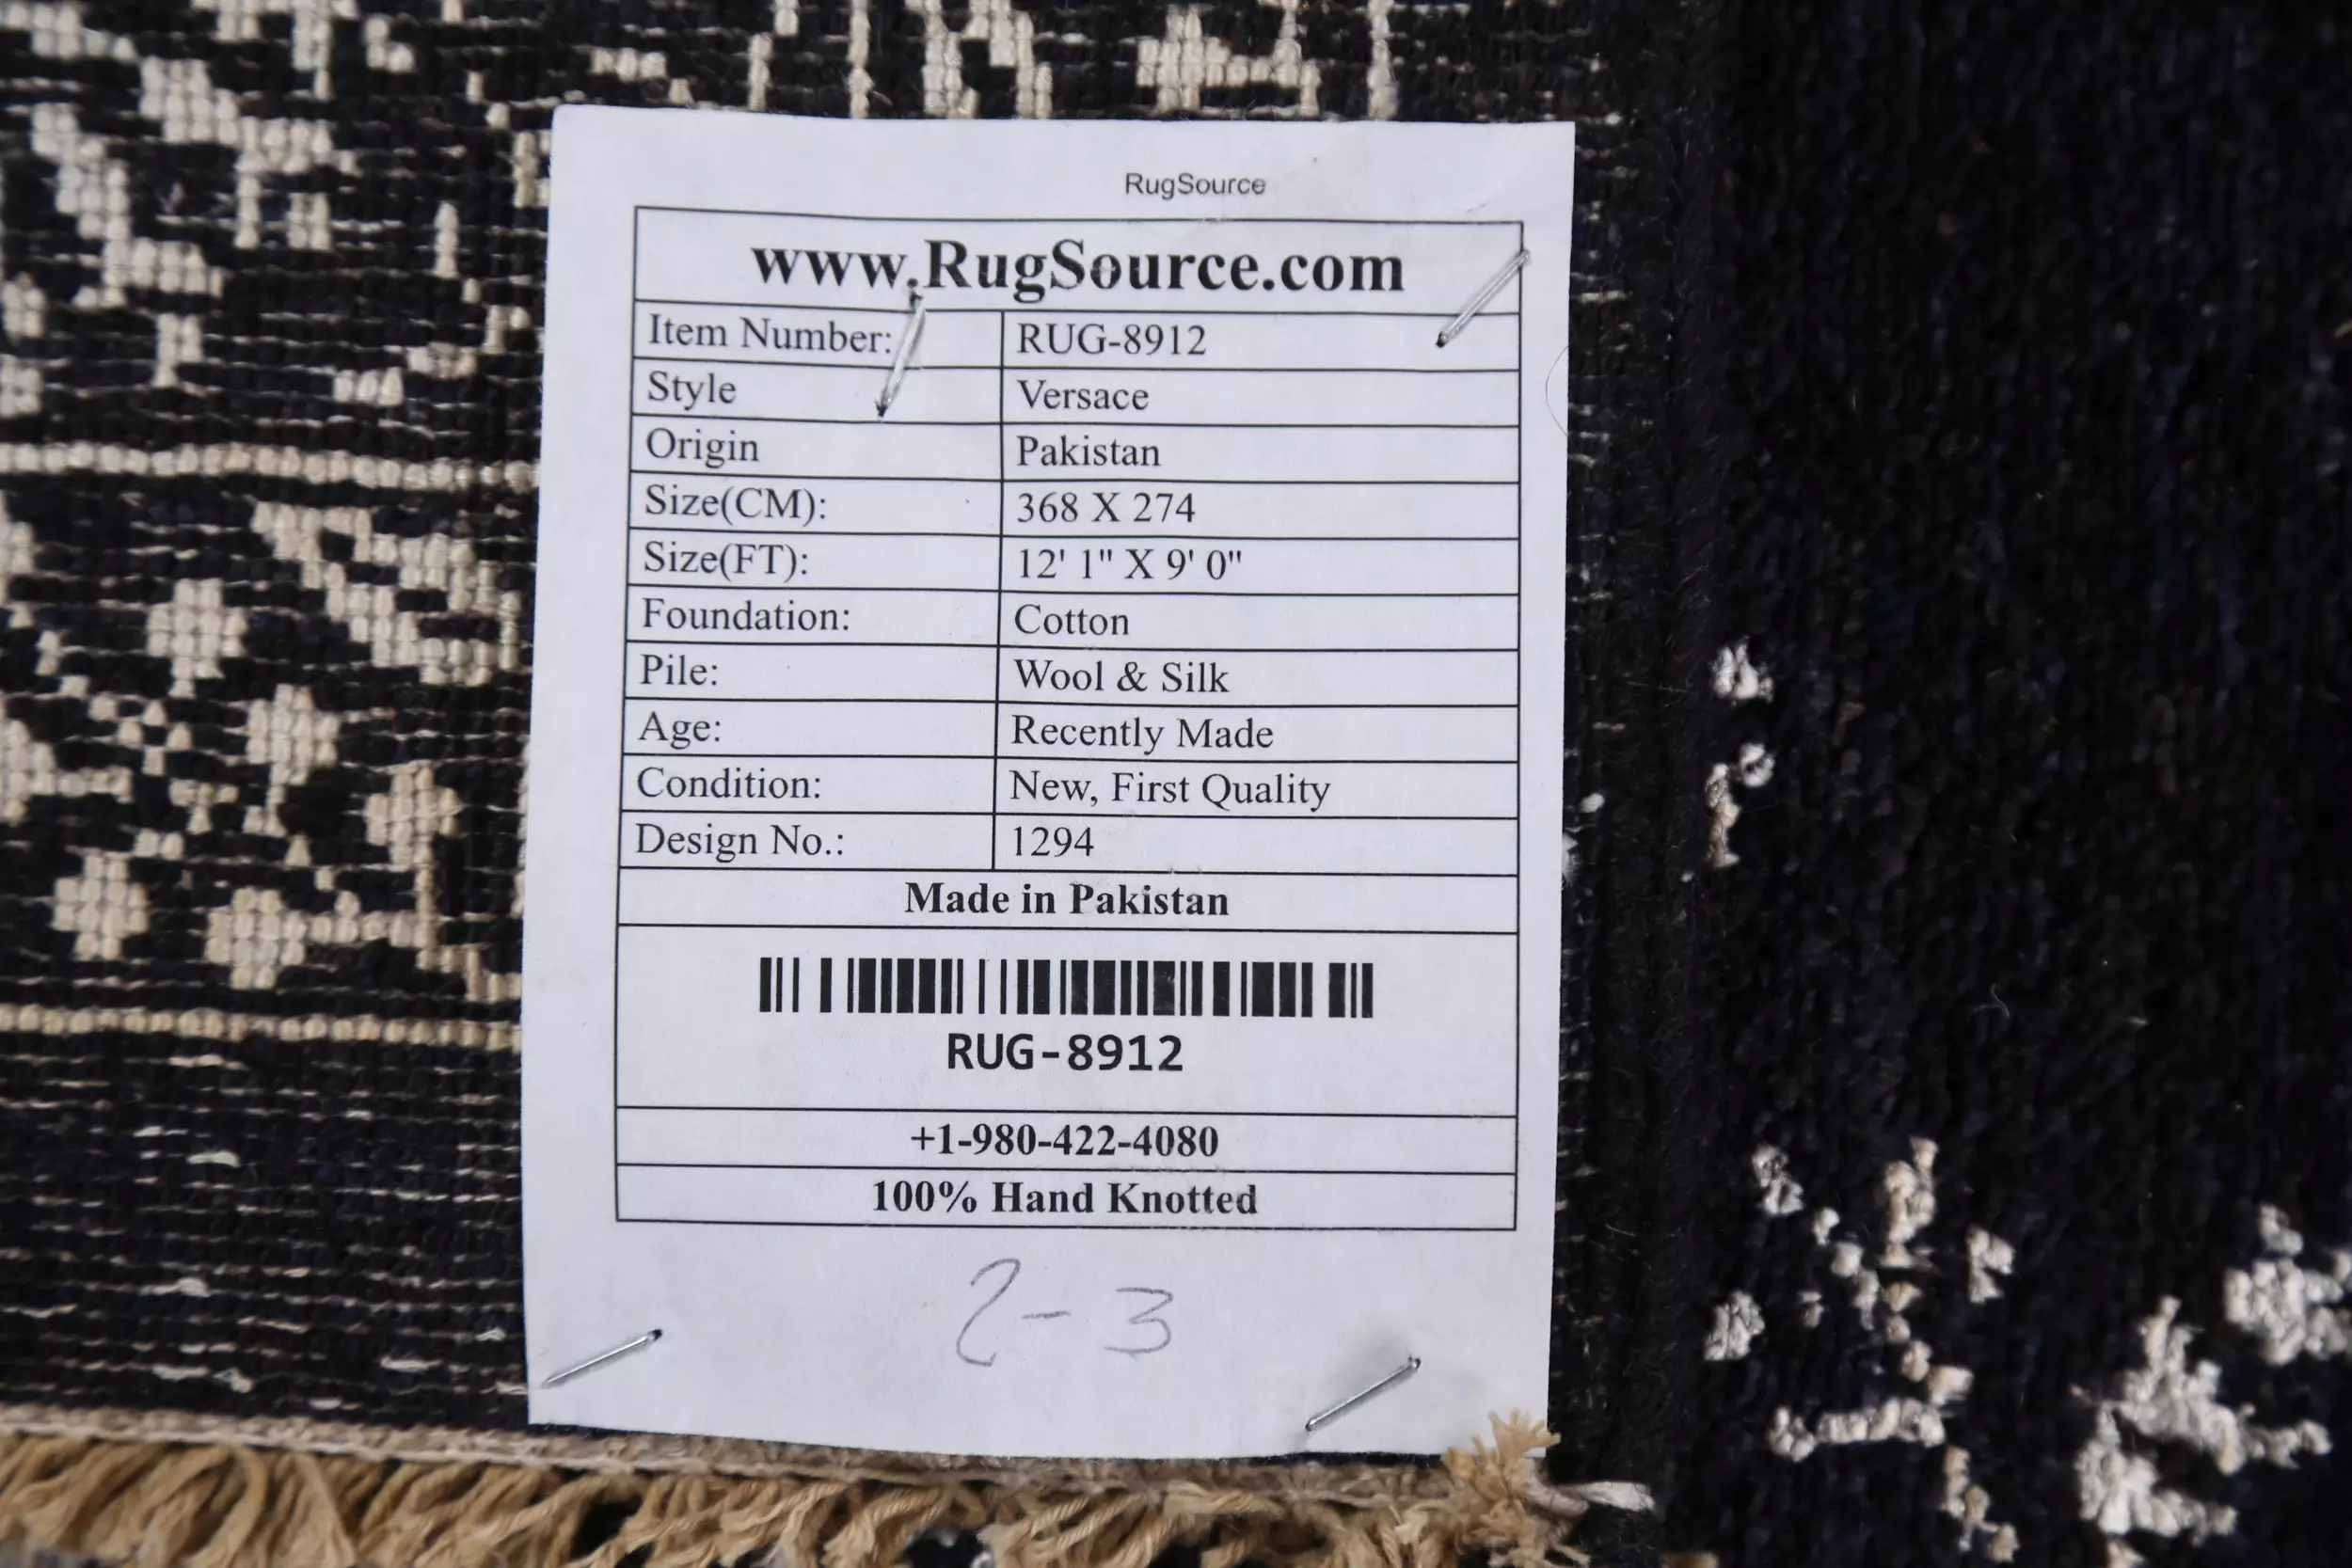 RugSource
www.RugSource.com
Item Number: RUG-8912
Style Versace
Origin Pakistan
Size(CM): 368 X 274
Size(FT): 12' 1" X 9' 0"
Foundation: Cotton
Pile: Wool & Silk
Age: Recently Made
Condition: New, First Quality
Design No.: 1294
Made in Pakistan
RUG-8912
+1-980-422-4080
100% Hand Knotted
2-3